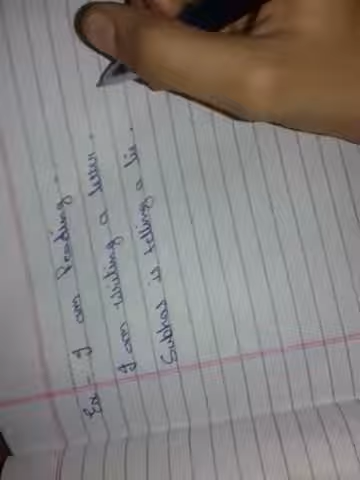 Ex - I am Reading.
I am writing a letter.
Subhas is telling a lie.